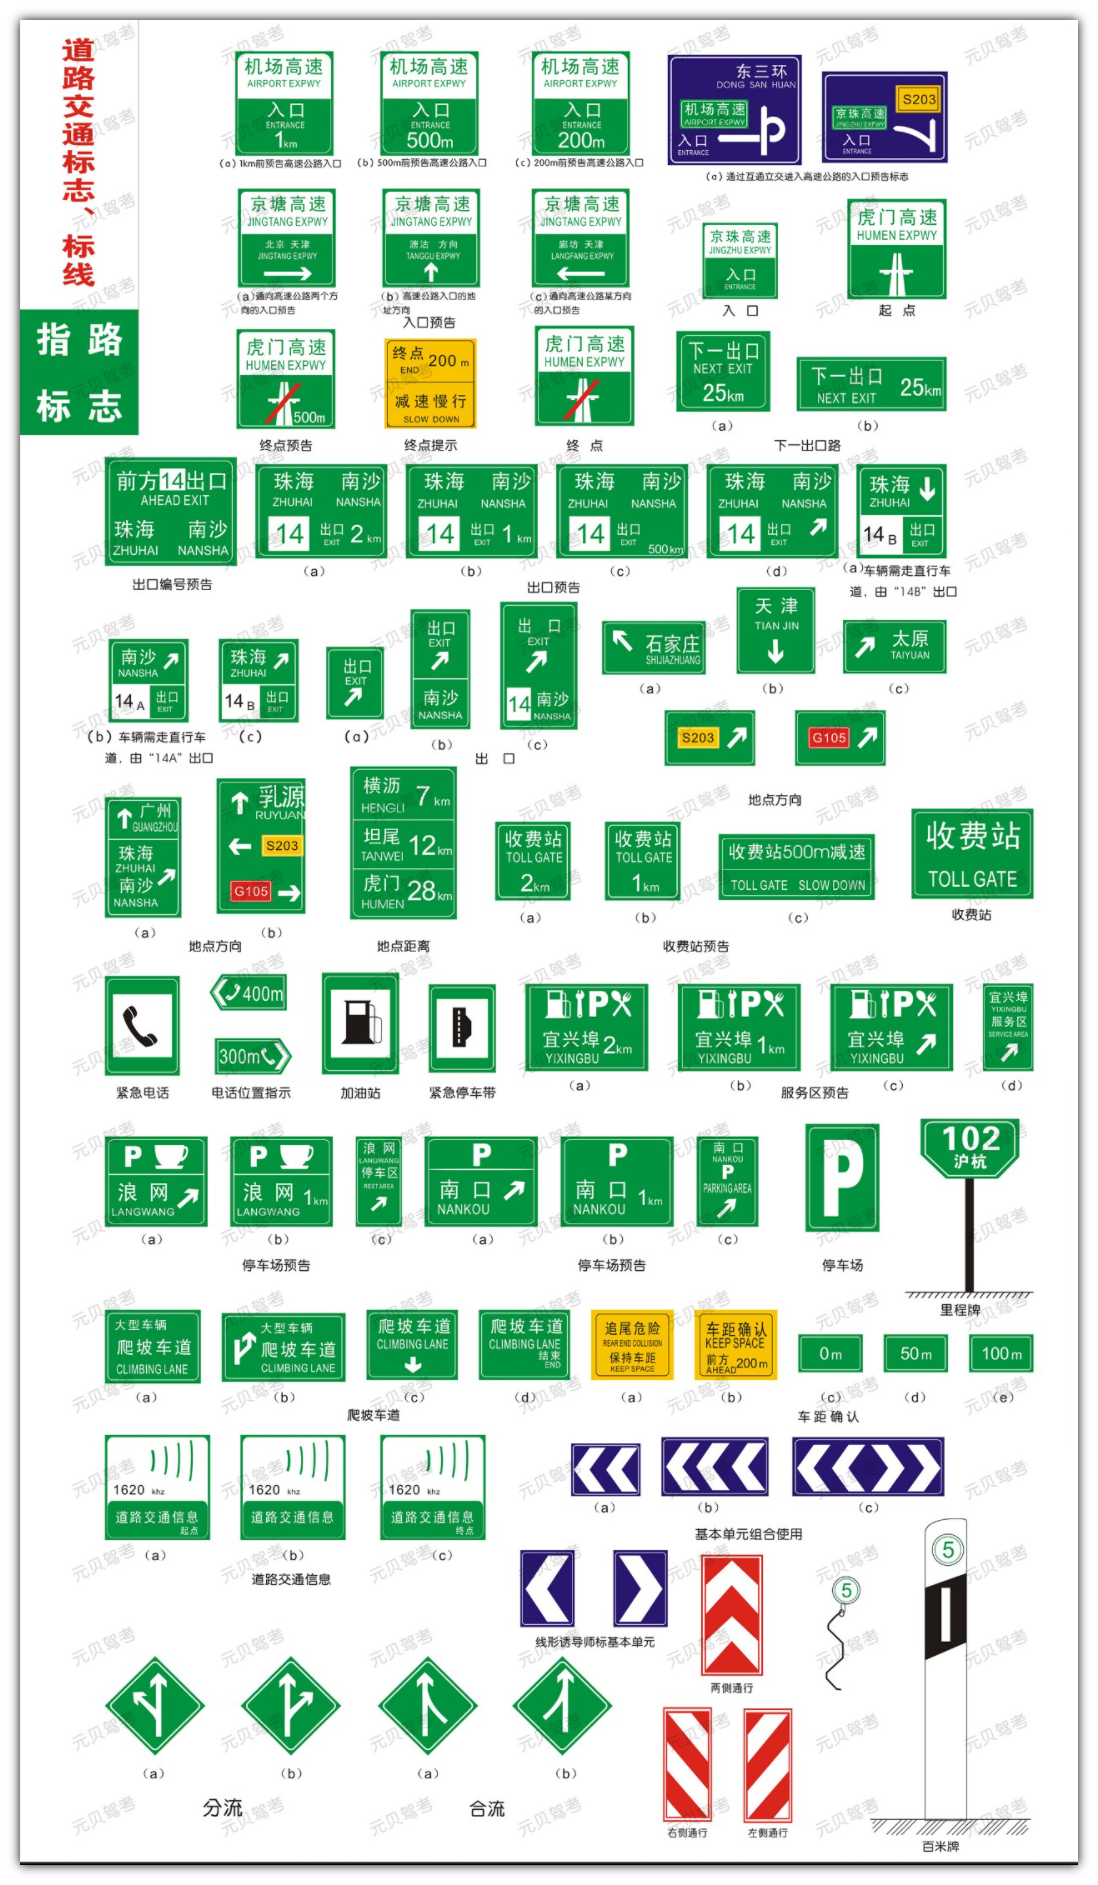 道路交通标志、标线
指路
标志
机场高速
AIRPORT EXPWY
入口
ENTRANCE
1km
(a) 1km前预告高速公路入口
机场高速
AIRPORT EXPWY
入口
ENTRANCE
500m
(b) 500m前预告高速公路入口
机场高速
AIRPORT EXPWY
入口
ENTRANCE
200m
(c) 200m前预告高速公路入口
东三环
DONG SAN HUAN
机场高速
AIRPORT EXPWY
入口
ENTRANCE
S203
京珠高速
JINGZHU EXPWY
入口
ENTRANCE
(a) 通过互通立交进入高速公路的入口预告标志
京塘高速
JINGTANG EXPWY
北京 天津
JINGTANG EXPWY
(a)通向高速公路两个方
向的入口预告
京塘高速
JINGTANG EXPWY
塘沽 方向
TANGGU EXPWY
(b) 高速公路入口的地
址方向
京塘高速
JINGTANG EXPWY
廊坊 天津
LANGFANG EXPWY
(c)通向高速公路某方向
的入口预告
入口预告
京珠高速
JINGZHU EXPWY
入口
ENTRANCE
入 口
虎门高速
HUMEN EXPWY
起 点
虎门高速
HUMEN EXPWY
500m
终点预告
终点 200 m
END
减速慢行
SLOW DOWN
终点提示
虎门高速
HUMEN EXPWY
终 点
下一出口
NEXT EXIT
25km
(a)
下一出口 25km
NEXT EXIT
(b)
下一出口路
前方14出口
AHEAD EXIT
珠海 南沙
ZHUHAI NANSHA
出口编号预告
珠海 南沙
ZHUHAI NANSHA
14 出口 2 km
EXIT
(a)
珠海 南沙
ZHUHAI NANSHA
14 出口 1 km
EXIT
(b)
珠海 南沙
ZHUHAI NANSHA
14 出口
EXIT 500km
(c)
珠海 南沙
ZHUHAI NANSHA
14 出口
EXIT
(d)
出口预告
珠海
ZHUHAI
14 B 出口
EXIT
(a)车辆需走直行车
道，由“14B”出口
南沙
NANSHA
14 A 出口
EXIT
(b) 车辆需走直行车
道，由“14A”出口
珠海
ZHUHAI
14 B 出口
EXIT
(c)
出口
EXIT
(a)
出口
EXIT
南沙
NANSHA
(b)
出 口
EXIT
14 南沙
NANSHA
(c)
出 口
石家庄
SHIJIAZHUANG
(a)
天津
TIAN JIN
(b)
太原
TAIYUAN
(c)
S203
G105
地点方向
广州
GUANGZHOU
珠海
ZHUHAI
南沙
NANSHA
(a)
乳源
RUYUAN
S203
G105
(b)
地点方向
横沥 7 km
HENGLI
坦尾 12km
TANWEI
虎门 28km
HUMEN
地点距离
收费站
TOLL GATE
2km
(a)
收费站
TOLL GATE
1km
(b)
收费站500m减速
TOLL GATE SLOW DOWN
(c)
收费站预告
收费站
TOLL GATE
收费站
紧急电话
400m
300m
电话位置指示
加油站
紧急停车带
P
宜兴埠 2km
YIXINGBU
(a)
P
宜兴埠 1km
YIXINGBU
(b)
P
宜兴埠
YIXINGBU
(c)
宜兴埠
YIXINGBU
服务区
SERVICE AREA
(d)
服务区预告
P
浪网
LANGWANG
(a)
P
浪网 1km
LANGWANG
(b)
浪网
LANGWANG
停车区
REST AREA
(c)
停车场预告
P
南口
NANKOU
(a)
P
南口 1km
NANKOU
(b)
南口
NANKOU
P
PARKING AREA
(c)
停车场预告
P
停车场
102
沪杭
里程牌
大型车辆
爬坡车道
CLIMBING LANE
(a)
大型车辆
爬坡车道
CLIMBING LANE
(b)
爬坡车道
CLIMBING LANE
(c)
爬坡车道
CLIMBING LANE
结束
END
(d)
爬坡车道
追尾危险
REAR END COLLISION
保持车距
KEEP SPACE
(a)
车距确认
KEEP SPACE
前方 200 m
AHEAD
(b)
0m
(c)
50m
(d)
100m
(e)
车距确认
1620 khz
道路交通信息
起点
(a)
1620 khz
道路交通信息
(b)
1620 khz
道路交通信息
终点
(c)
道路交通信息
(a)
(b)
(c)
基本单元组合使用
线形诱导师标基本单元
两侧通行
5
5
百米牌
(a)
(b)
分流
(a)
(b)
合流
右侧通行
左侧通行
元贝驾考